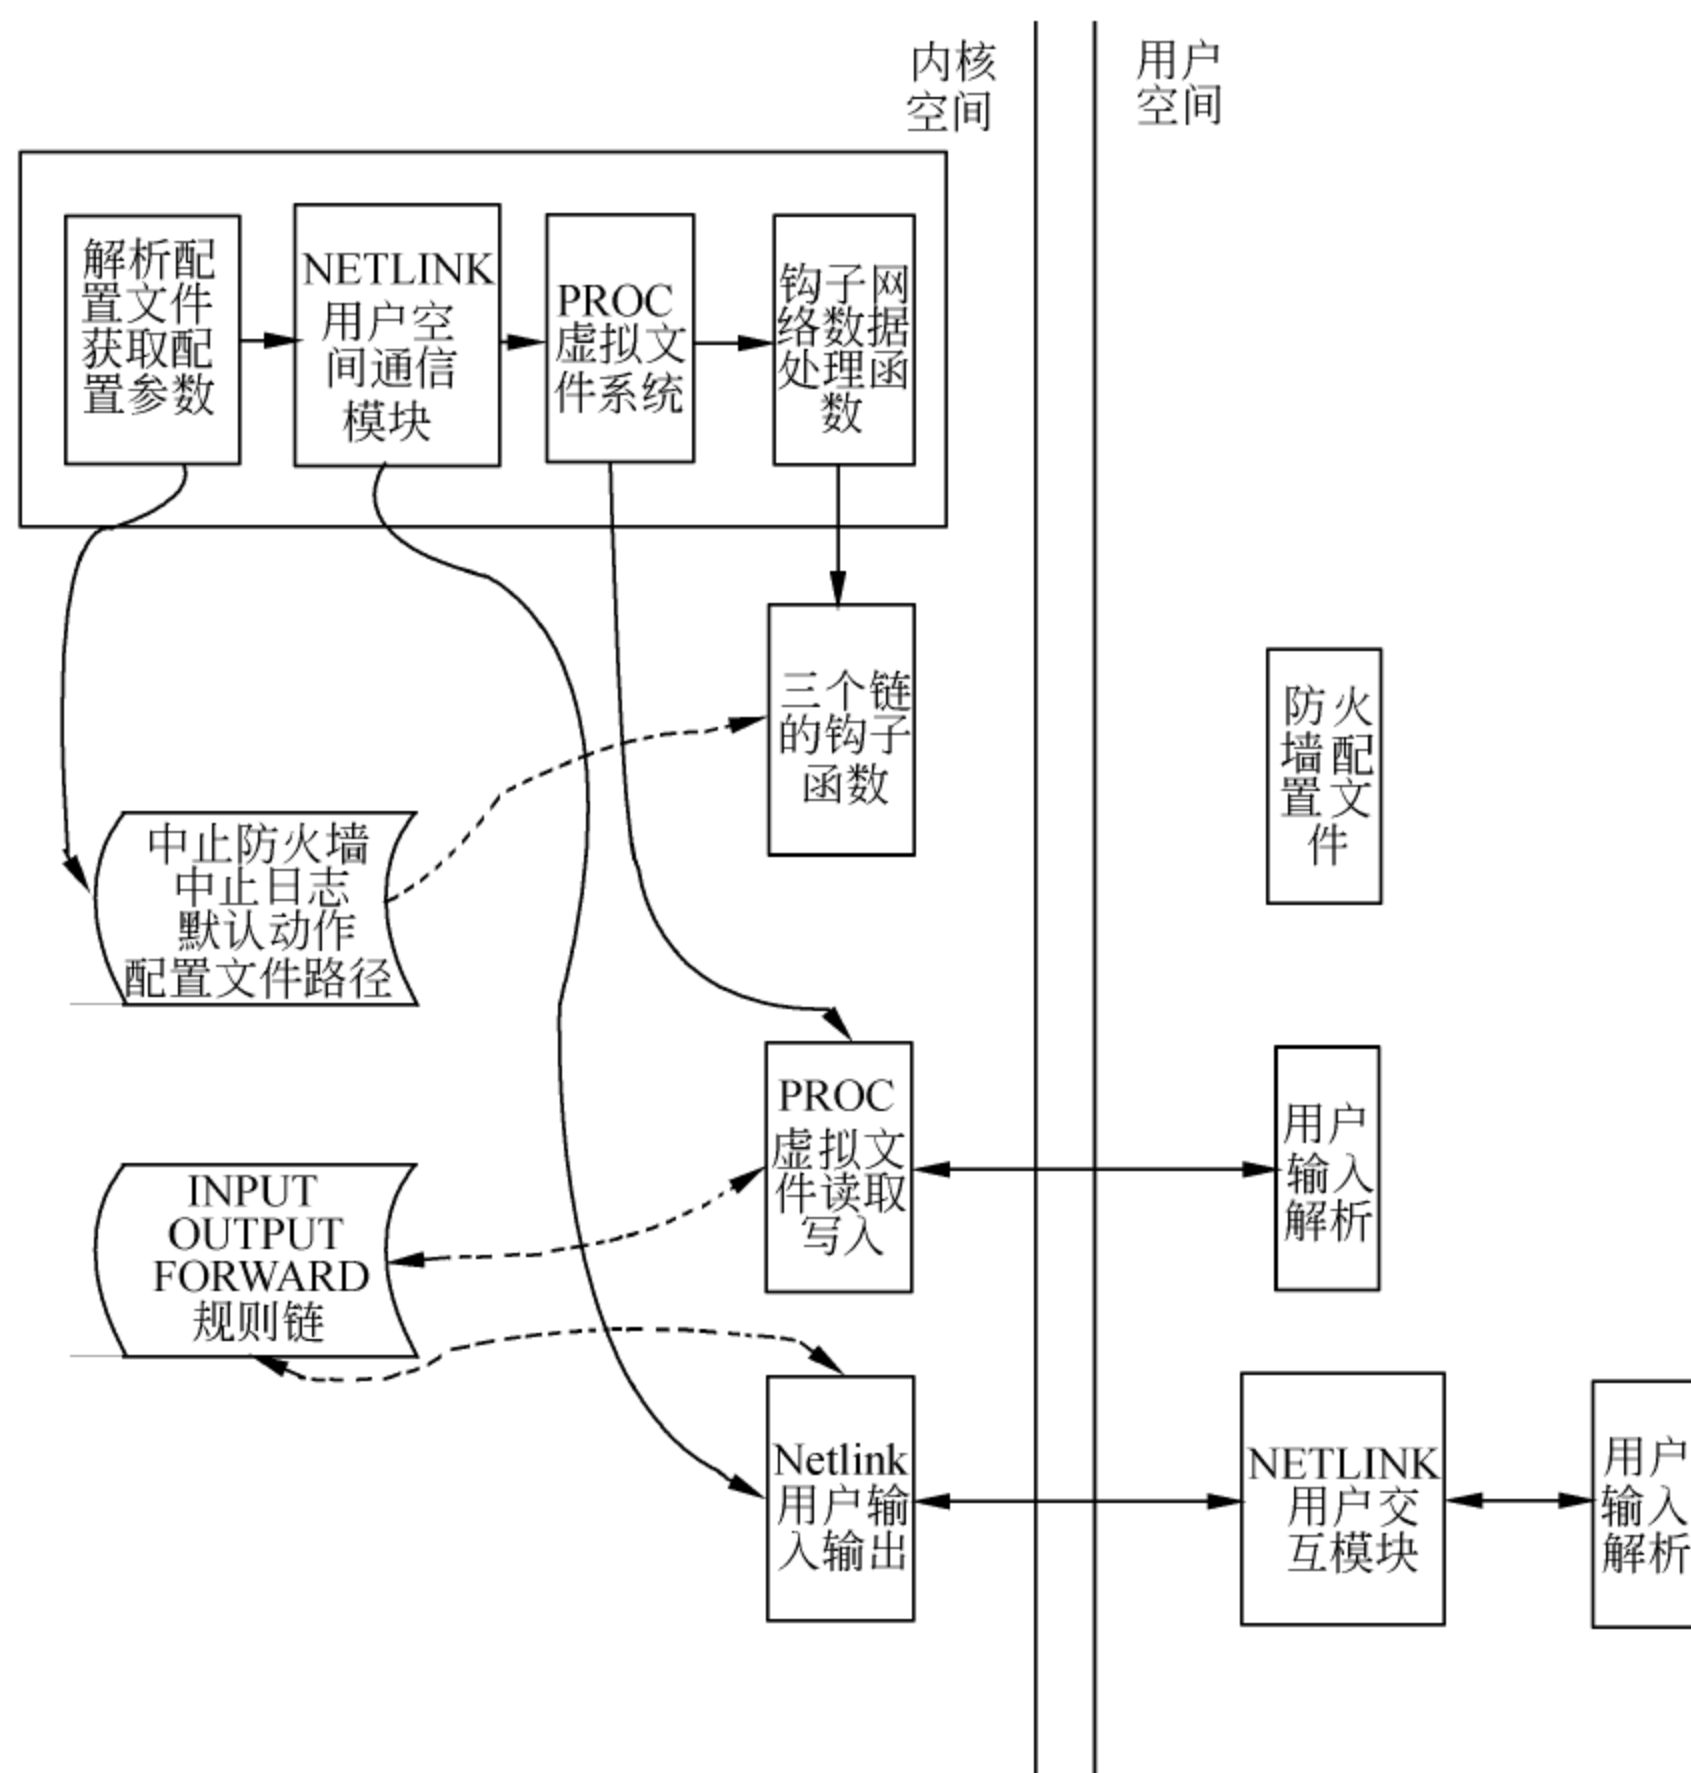 内核
空间
用户
空间
解析配
置文件
获取配
置参数
NETLINK
用户空
间通信
模块
PROC
虚拟文
件系统
钩子网
络数据
处理函
数
三个链
的钩子
函数
防火
墙配
置文
件
中止防火墙
中止日志
默认动作
配置文件路径
PROC
虚拟文
件读取
写入
用户
输入
解析
INPUT
OUTPUT
FORWARD
规则链
Netlink
用户输
入输出
NETLINK
用户交
互模块
用户
输入
解析